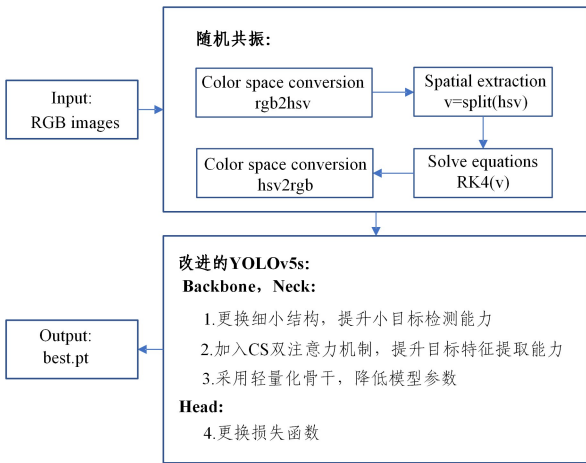 随机共振:
Input:
RGB images
Color space conversion
rgb2hsv
Spatial extraction
v=split(hsv)
Color space conversion
hsv2rgb
Solve equations
RK4(v)
改进的YOLOv5s:
Backbone，Neck:
1.更换细小结构，提升小目标检测能力
2.加入CS双注意力机制，提升目标特征提取能力
3.采用轻量化骨干，降低模型参数
Head:
4.更换损失函数
Output:
best.pt